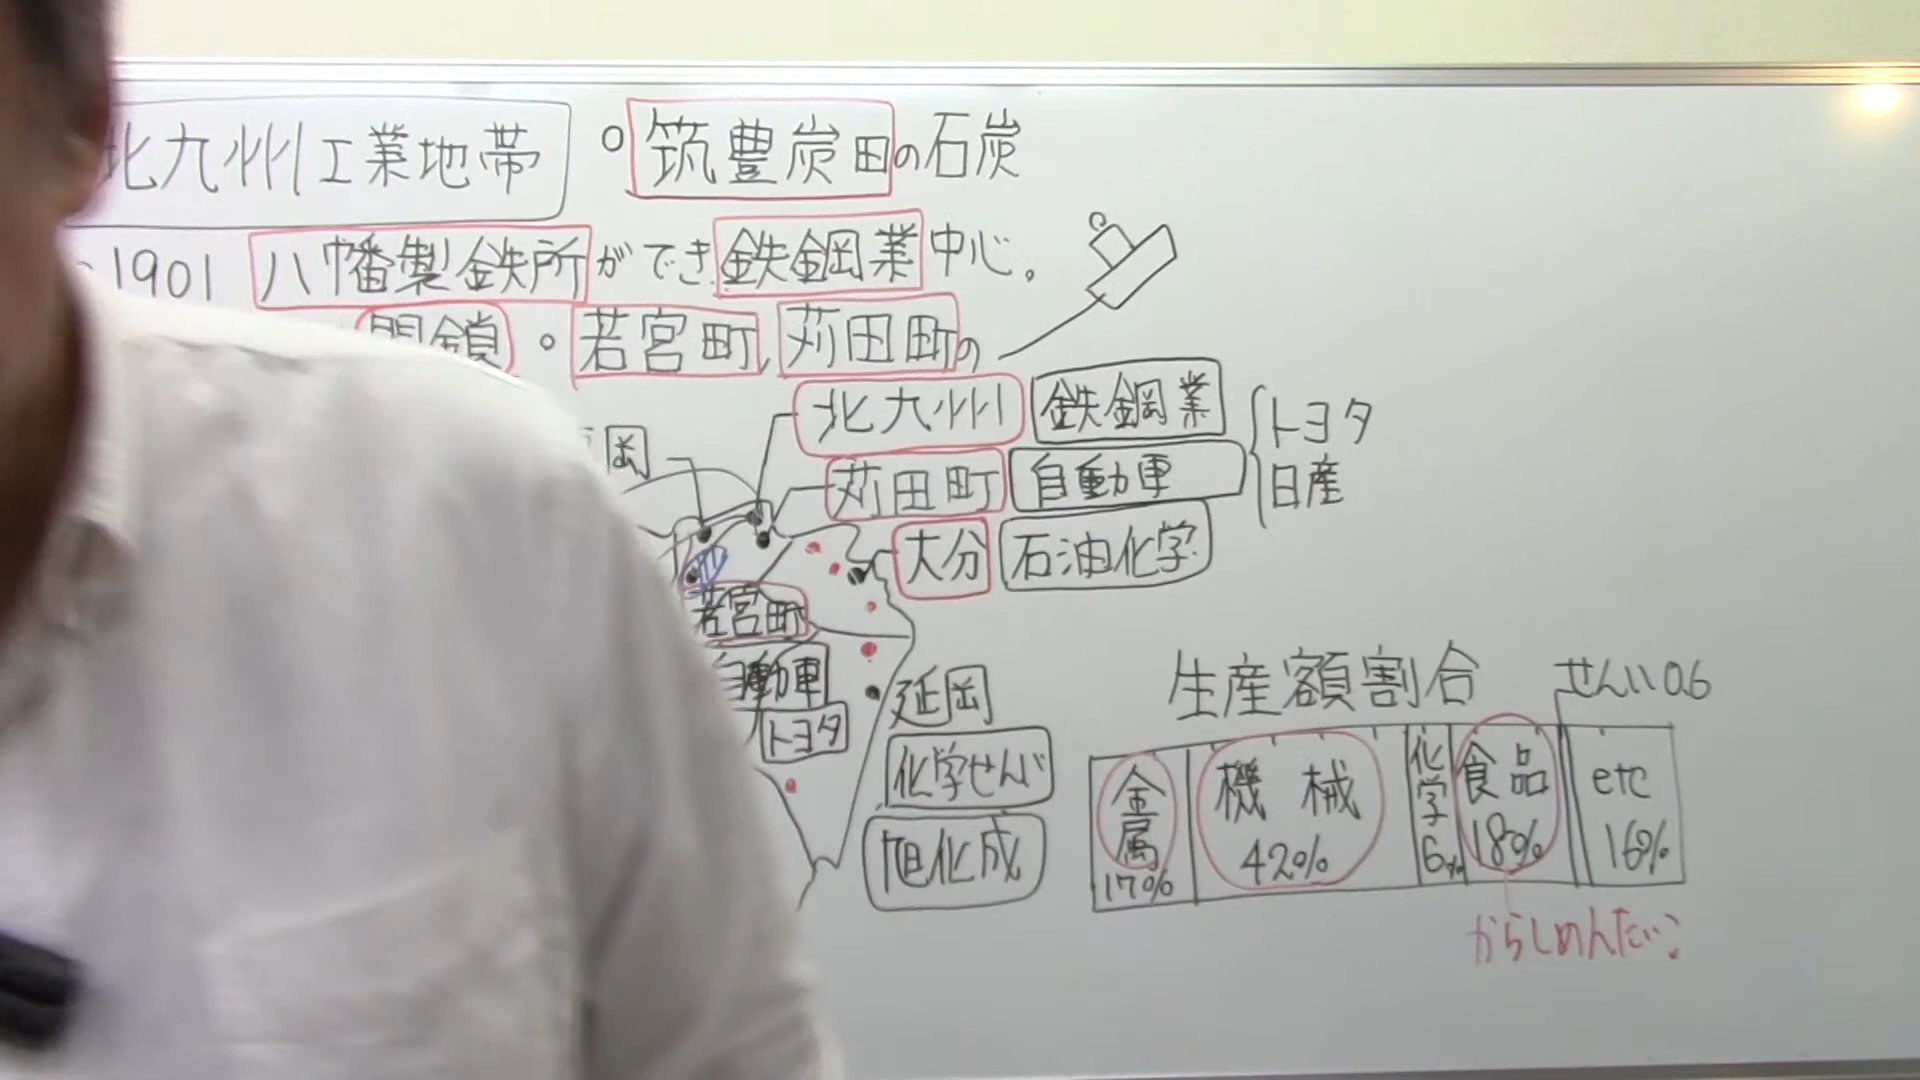 北九州工業地帯 ○筑豊炭田の石炭
1901 八幡製鉄所ができ鉄鋼業中心。
閉鎖 ○若宮町、苅田町の
北九州 鉄鋼業
トヨタ
岡
苅田町 自動車
日産
大分 石油化学
若宮町
自動車
トヨタ
延岡
化学せんい
旭化成
生産額割合
せんい0.6
金属 17%
機械 42%
化学 6%
食品 18%
etc 16%
からしめんたいこ